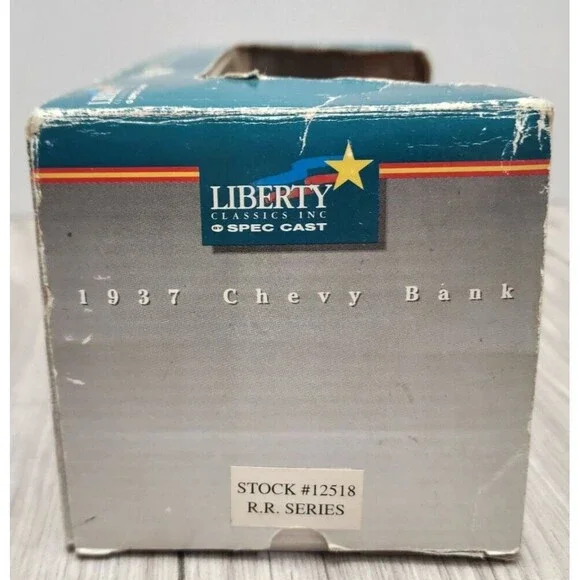 LIBERTY
CLASSICS INC
SPEC CAST
1937 Chevy Bank
STOCK #12518
R.R. SERIES